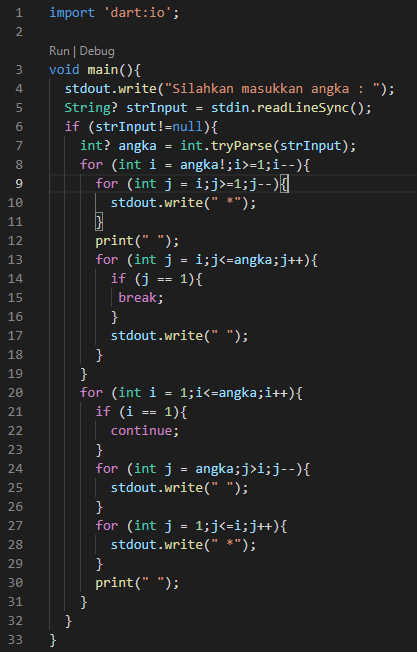 1 import 'dart:io';
2
Run | Debug
3 void main(){
4   stdout.write("Silahkan masukkan angka : ");
5   String? strInput = stdin.readLineSync();
6   if (strInput!=null){
7     int? angka = int.tryParse(strInput);
8     for (int i = angka!;i>=1;i--){
9       for (int j = i;j>=1;j--){
10         stdout.write(" *");
11       }
12       print(" ");
13       for (int j = i;j<=angka;j++){
14         if (j == 1){
15          break;
16         }
17         stdout.write(" ");
18       }
19     }
20     for (int i = 1;i<=angka;i++){
21       if (i == 1){
22         continue;
23       }
24       for (int j = angka;j>i;j--){
25         stdout.write(" ");
26       }
27       for (int j = 1;j<=i;j++){
28         stdout.write(" *");
29       }
30       print(" ");
31     }
32   }
33 }